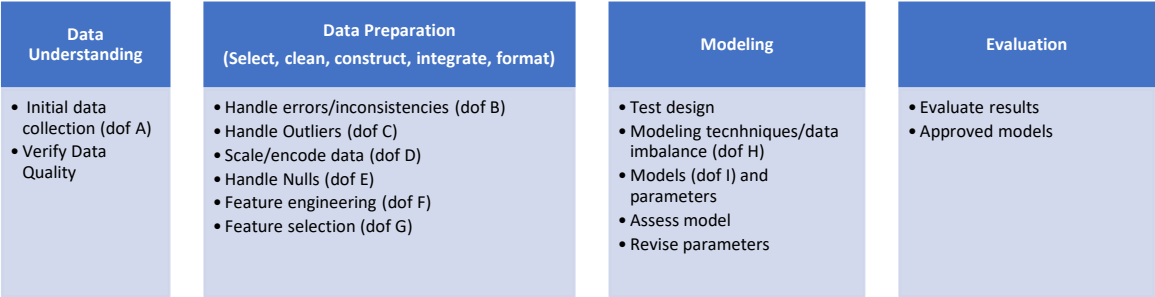 Data
Understanding
• Initial data
collection (dof A)
• Verify Data
Quality
Data Preparation
(Select, clean, construct, integrate, format)
• Handle errors/inconsistencies (dof B)
• Handle Outliers (dof C)
• Scale/encode data (dof D)
• Handle Nulls (dof E)
• Feature engineering (dof F)
• Feature selection (dof G)
Modeling
• Test design
• Modeling tecnhniques/data
imbalance (dof H)
• Models (dof I) and
parameters
• Assess model
• Revise parameters
Evaluation
• Evaluate results
• Approved models